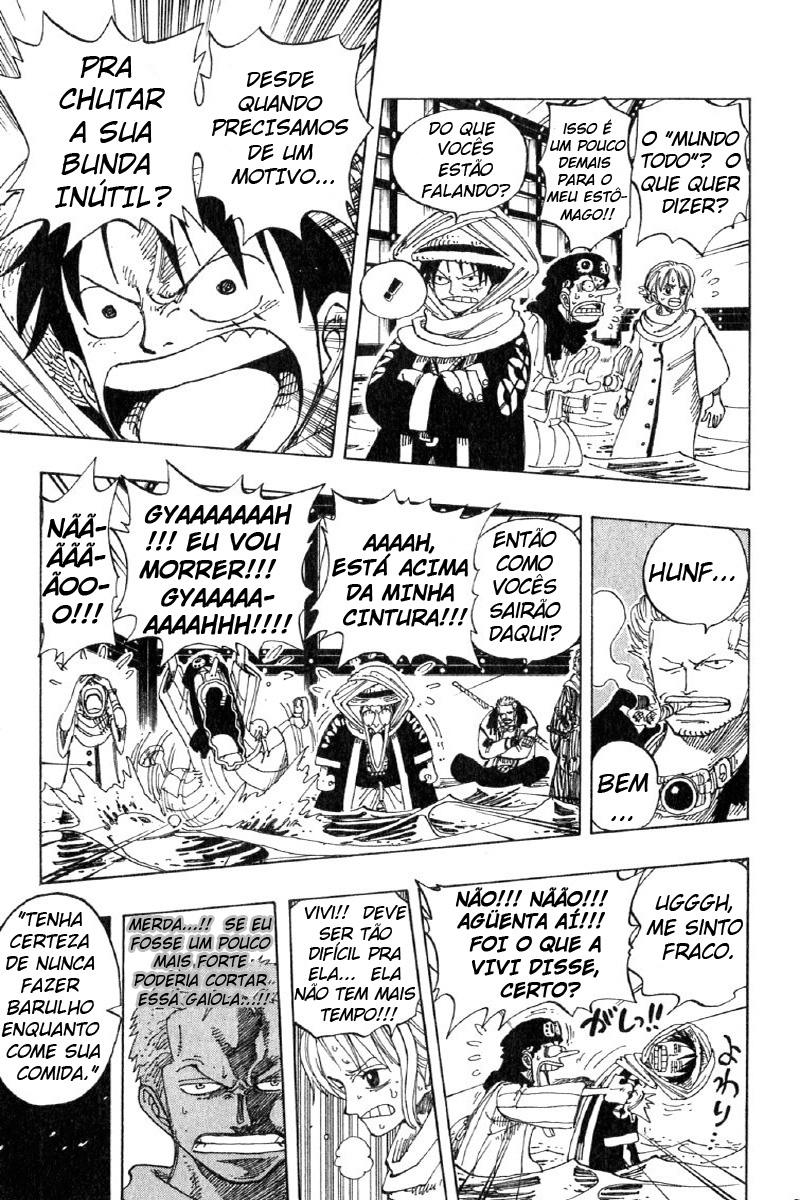 O "MUNDO
TODO"? O
QUE QUER
DIZER?
ISSO É
UM POUCO
DEMAIS
PARA O
MEU ESTÔ-
MAGO!!
DO QUE
VOCÊS
ESTÃO
FALANDO?
!
DESDE
QUANDO
PRECISAMOS
DE UM
MOTIVO...
PRA
CHUTAR
A SUA
BUNDA
INÚTIL?
HUNF...
BEM
...
ENTÃO
COMO
VOCÊS
SAIRÃO
DAQUI?
AAAAH,
ESTÁ ACIMA
DA MINHA
CINTURA!!!
GYAAAAAAAH
!!! EU VOU
MORRER!!!
GYAAAAA-
AAAAHHH!!!!
NÃÃ-
ÃÃÃ-
ÃOO-
O!!!
UGGGH,
ME SINTO
FRACO.
NÃO!!! NÃÃO!!!
AGÜENTA AÍ!!!
FOI O QUE A
VIVI DISSE,
CERTO?
がしっ!!
よろり…
VIVI!! DEVE
SER TÃO
DIFÍCIL PRA
ELA... ELA
NÃO TEM MAIS
TEMPO!!!
MERDA...!! SE EU
FOSSE UM POUCO
MAIS FORTE
PODERIA CORTAR
ESSA GAIOLA...!!
"TENHA
CERTEZA
DE NUNCA
FAZER
BARULHO
ENQUANTO
COME SUA
COMIDA."